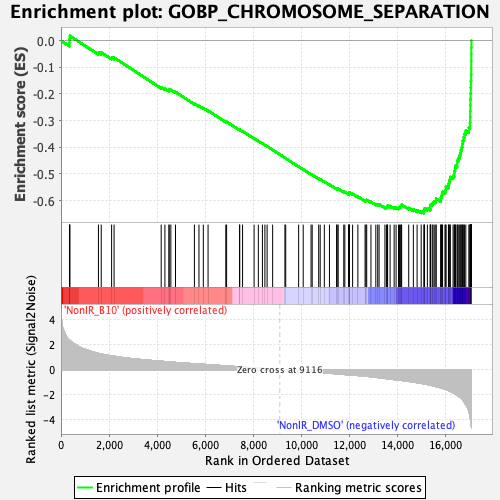 Enrichment plot: GOBP_CHROMOSOME_SEPARATION
Enrichment score (ES)
0.0
-0.1
-0.2
-0.3
-0.4
-0.5
-0.6
'NonIR_B10' (positively correlated)
Ranked list metric (Signal2Noise)
4
2
0
-2
-4
Zero cross at 9116
'NonIR_DMSO' (negatively correlated)
0
2,000
4,000
6,000
8,000
10,000
12,000
14,000
16,000
Rank in Ordered Dataset
Enrichment profile
Hits
Ranking metric scores